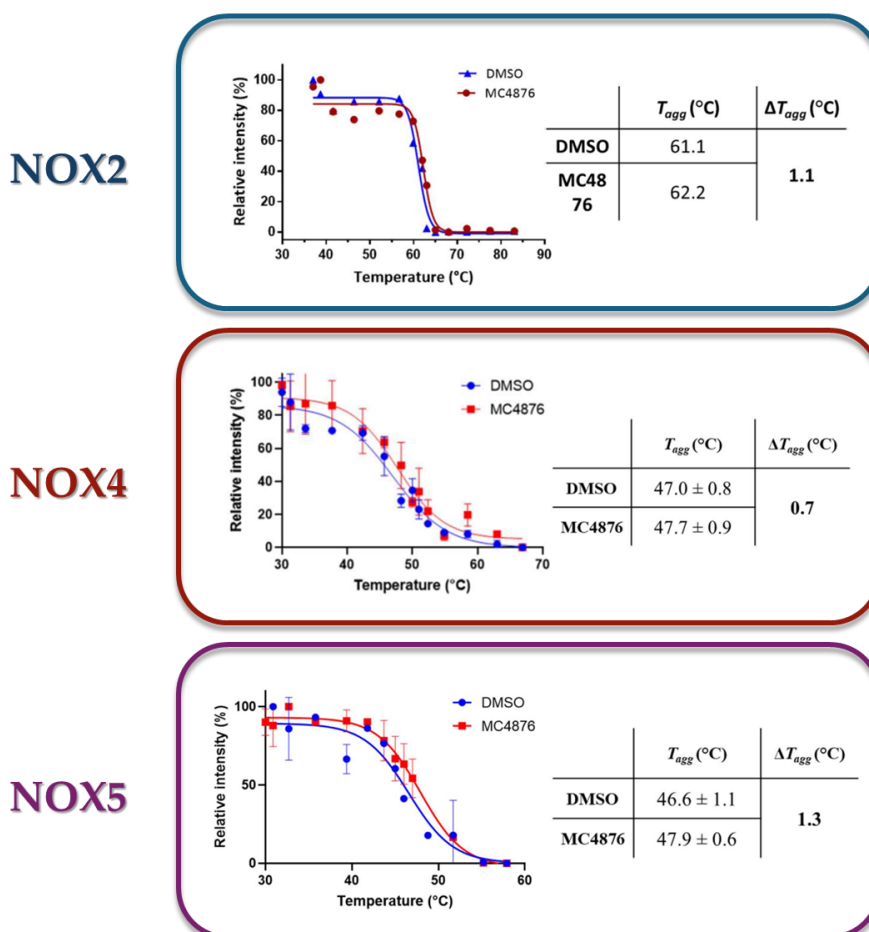 NOX2
Relative intensity (%)
100
80
60
40
20
0
30 40 50 60 70 80 90
Temperature (°C)
DMSO
MC4876
Tagg (°C) ΔTagg (°C)
DMSO 61.1
1.1
MC48
76 62.2
NOX4
Relative intensity (%)
100
80
60
40
20
0
30 40 50 60 70
Temperature (°C)
DMSO
MC4876
Tagg (°C) ΔTagg (°C)
DMSO 47.0 ± 0.8
0.7
MC4876 47.7 ± 0.9
NOX5
Relative intensity (%)
100
50
0
30 40 50 60
Temperature (°C)
DMSO
MC4876
Tagg (°C) ΔTagg (°C)
DMSO 46.6 ± 1.1
1.3
MC4876 47.9 ± 0.6